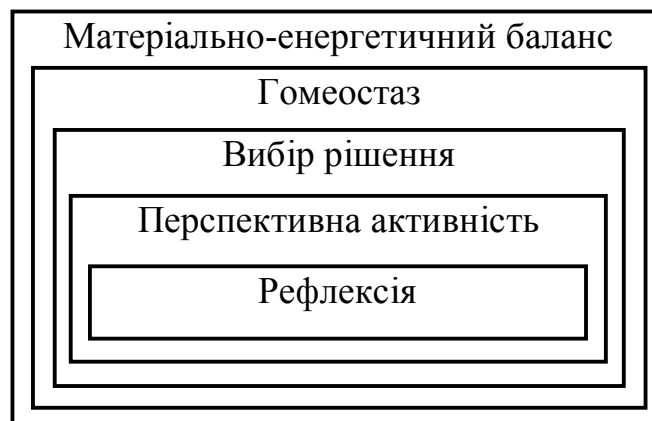 Матеріально-енергетичний баланс
Гомеостаз
Вибір рішення
Перспективна активність
Рефлексія